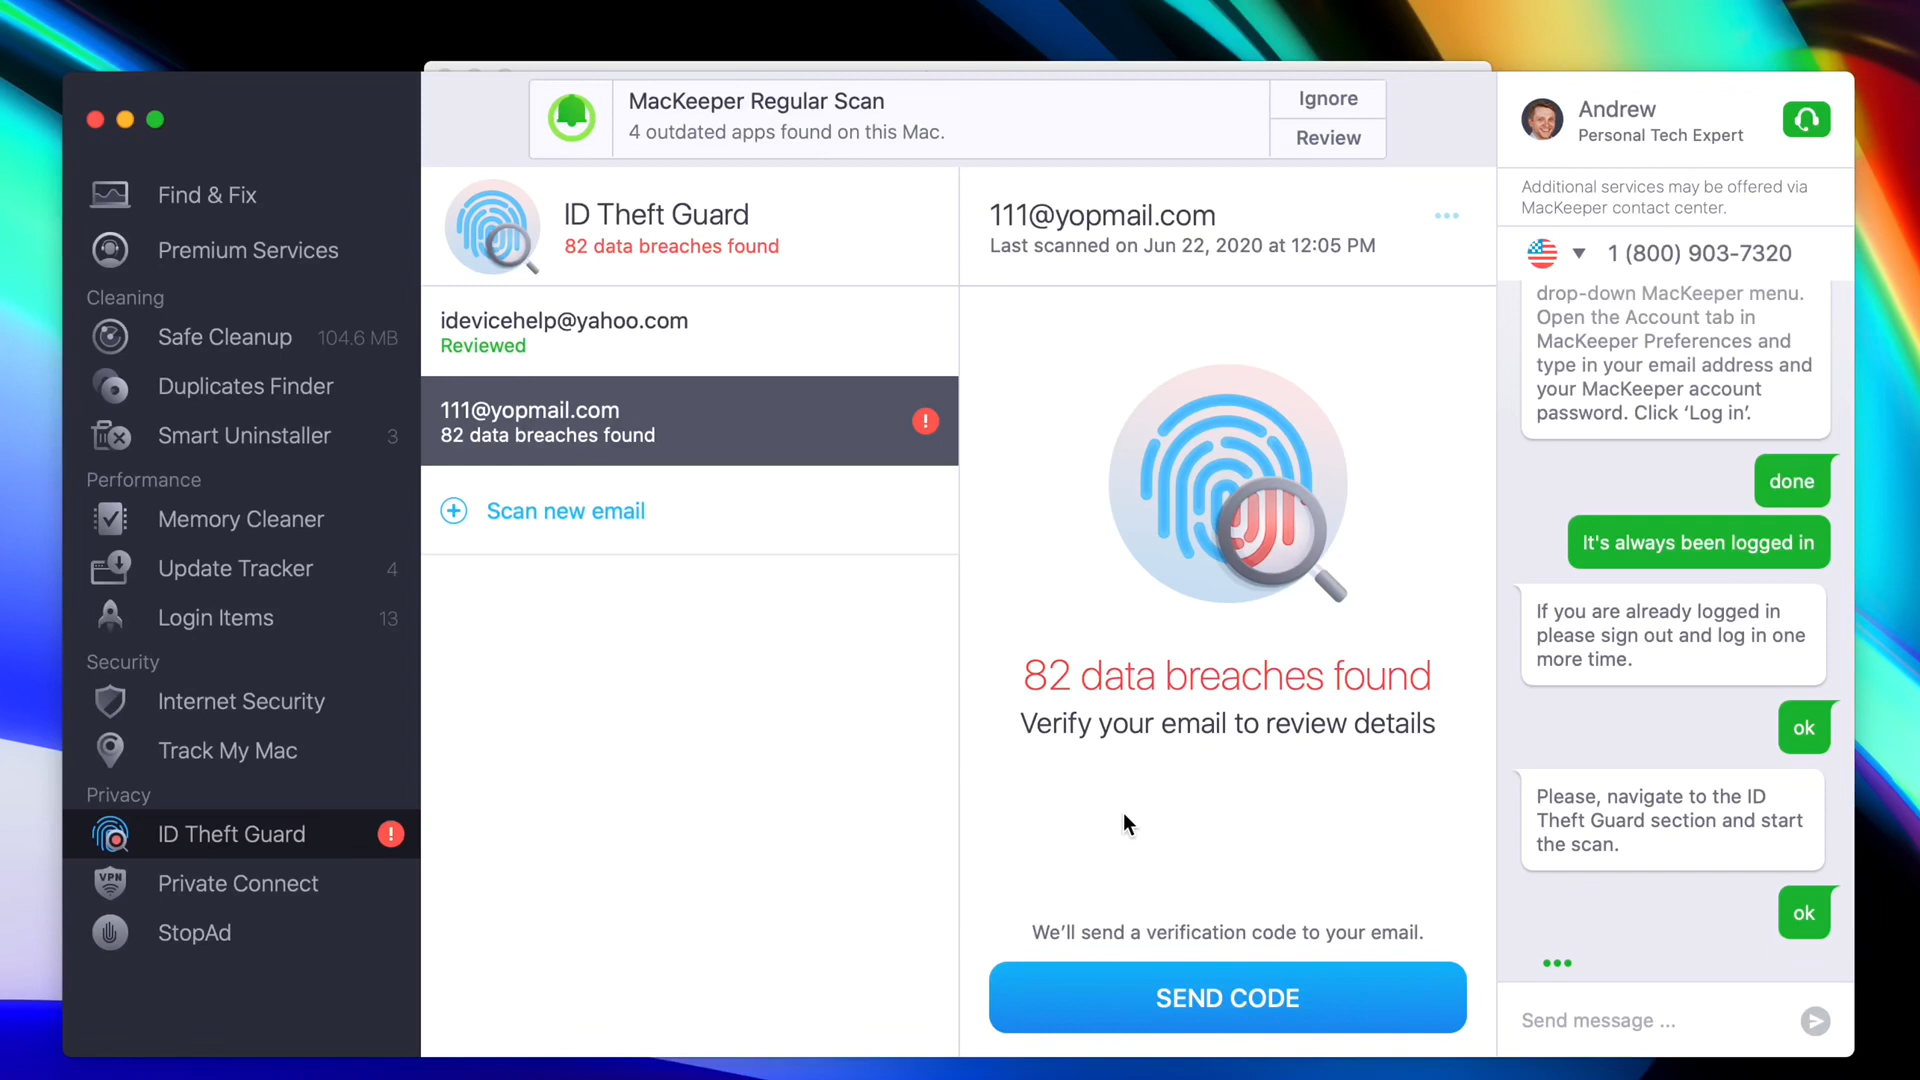 Find & Fix
Premium Services
Cleaning
Safe Cleanup 104.6 MB
Duplicates Finder
Smart Uninstaller 3
Performance
Memory Cleaner
Update Tracker 4
Login Items 13
Security
Internet Security
Track My Mac
Privacy
ID Theft Guard !
VPN
Private Connect
StopAd
MacKeeper Regular Scan
4 outdated apps found on this Mac.
Ignore
Review
ID Theft Guard
82 data breaches found
idevicehelp@yahoo.com
Reviewed
111@yopmail.com
82 data breaches found
!
Scan new email
111@yopmail.com
Last scanned on Jun 22, 2020 at 12:05 PM
82 data breaches found
Verify your email to review details
We'll send a verification code to your email.
SEND CODE
Andrew
Personal Tech Expert
Additional services may be offered via
MacKeeper contact center.
1 (800) 903-7320
drop-down MacKeeper menu.
Open the Account tab in
MacKeeper Preferences and
type in your email address and
your MacKeeper account
password. Click ‘Log in’.
done
It's always been logged in
If you are already logged in
please sign out and log in one
more time.
ok
Please, navigate to the ID
Theft Guard section and start
the scan.
ok
Send message ...